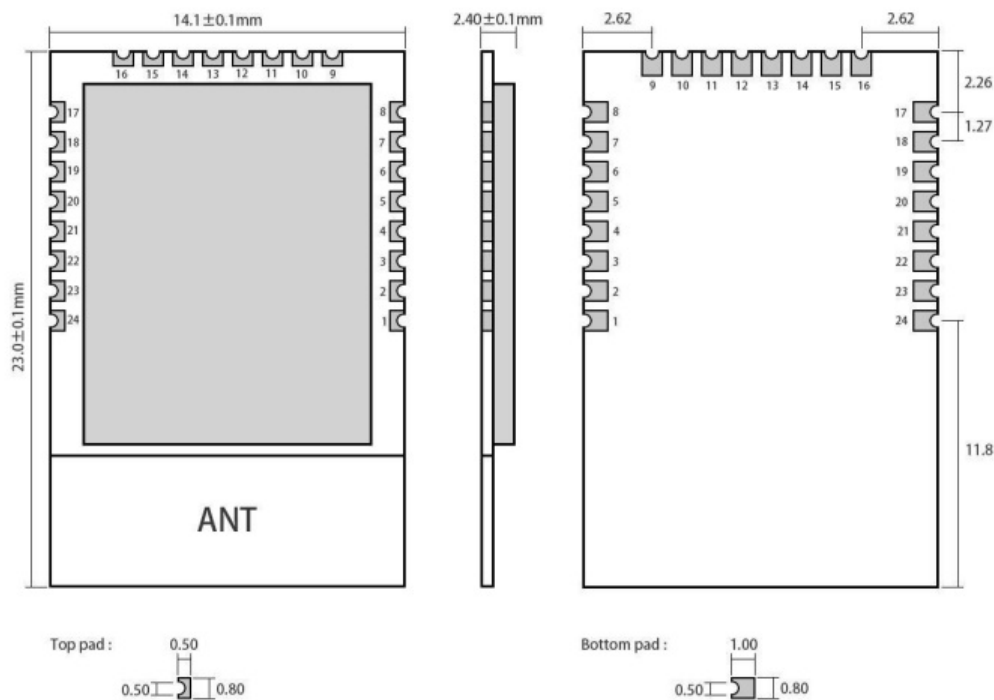 14.1±0.1mm
2.40±0.1mm
2.62
2.62
16 15 14 13 12 11 10 9
9 10 11 12 13 14 15 16
2.26
17 8
8 17
1.27
18 7
7 18
19 6
6 19
20 5
5 20
21 4
4 21
22 3
3 22
23 2
2 23
24 1
1 24
23.0±0.1mm
11.8
ANT
Top pad : 0.50
0.50 0.80
Bottom pad : 1.00
0.50 0.80